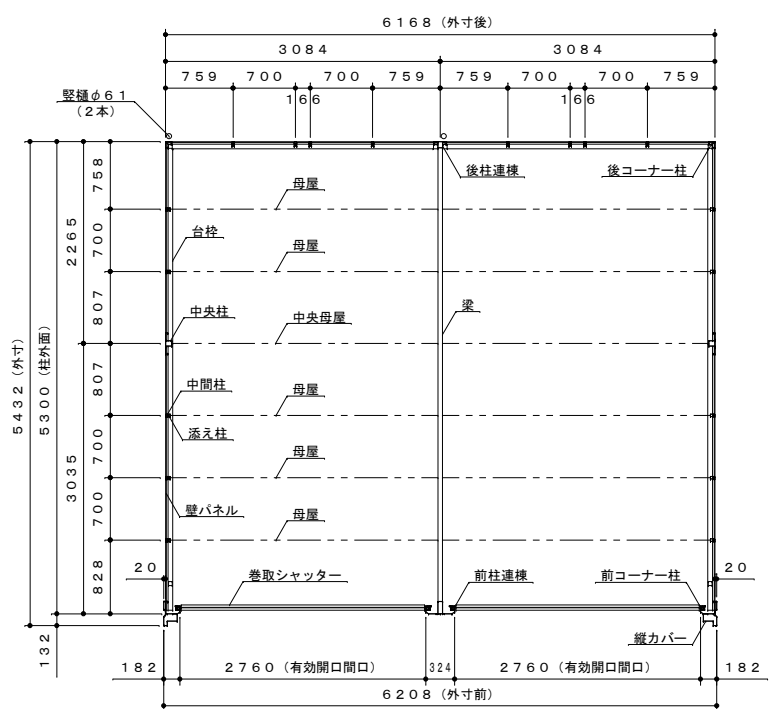 6168(外寸後)
3084 3084
759 700 700 759 759 700 700 759
166 166
竪樋φ61
(2本)
後柱連棟 後コーナー柱
母屋
台枠
母屋
梁
中央柱 中央母屋
中間柱 母屋
添え柱
母屋
壁パネル
母屋
758
700
807
807
700
700
828
2265
3035
5300(柱外面)
5432(外寸)
132
20 20
巻取シャッター 前柱連棟 前コーナー柱
縦カバー
182 2760(有効開口間口) 324 2760(有効開口間口) 182
6208(外寸前)